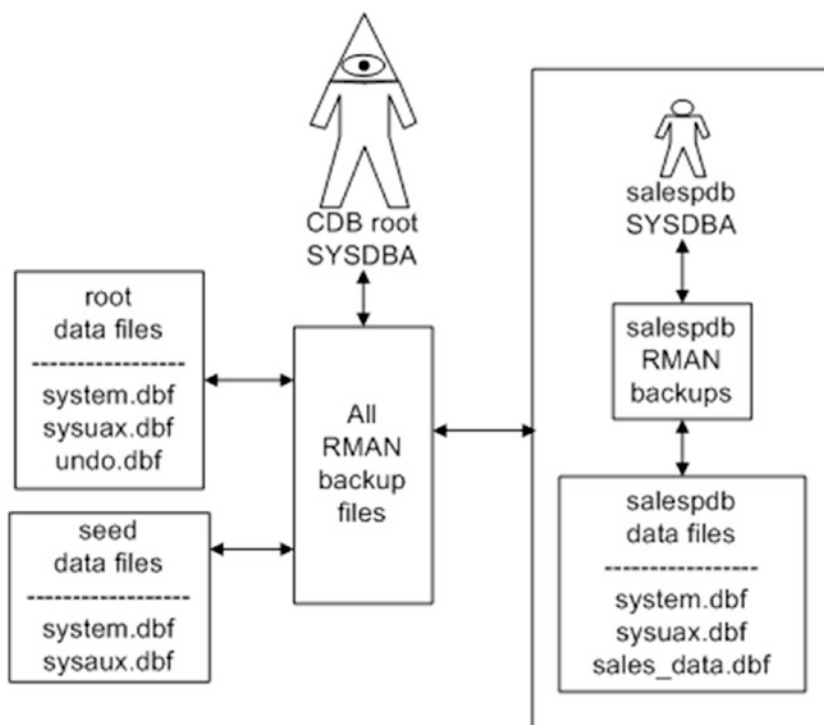 CDB root
SYSDBA
root
data files
system.dbf
sysuax.dbf
undo.dbf
seed
data files
system.dbf
sysaux.dbf
All
RMAN
backup
files
salespdb
SYSDBA
salespdb
RMAN
backups
salespdb
data files
system.dbf
sysuax.dbf
sales_data.dbf